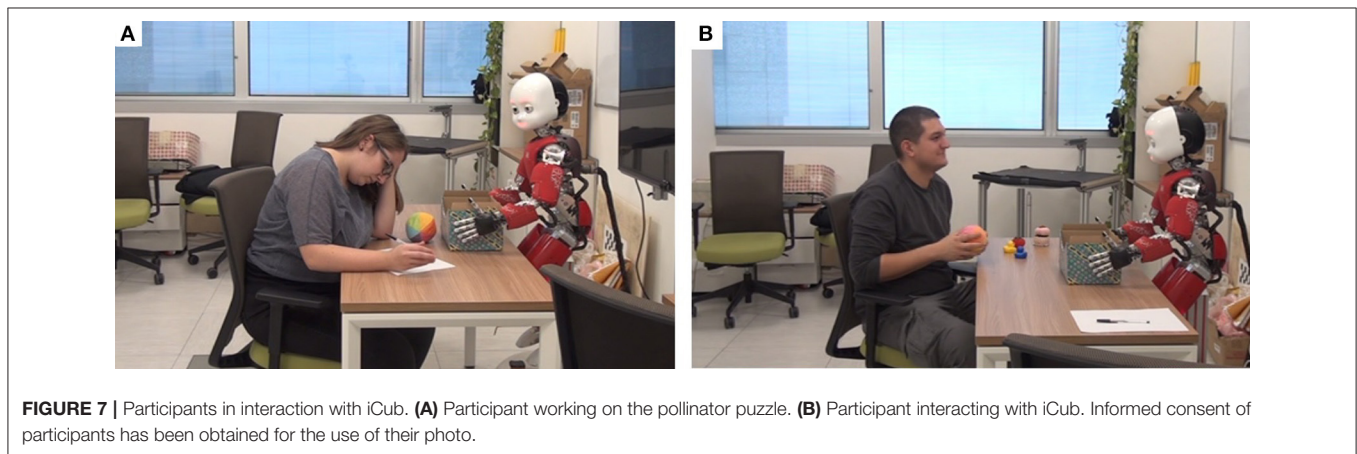 A
B
FIGURE 7 | Participants in interaction with iCub. (A) Participant working on the pollinator puzzle. (B) Participant interacting with iCub. Informed consent of
participants has been obtained for the use of their photo.